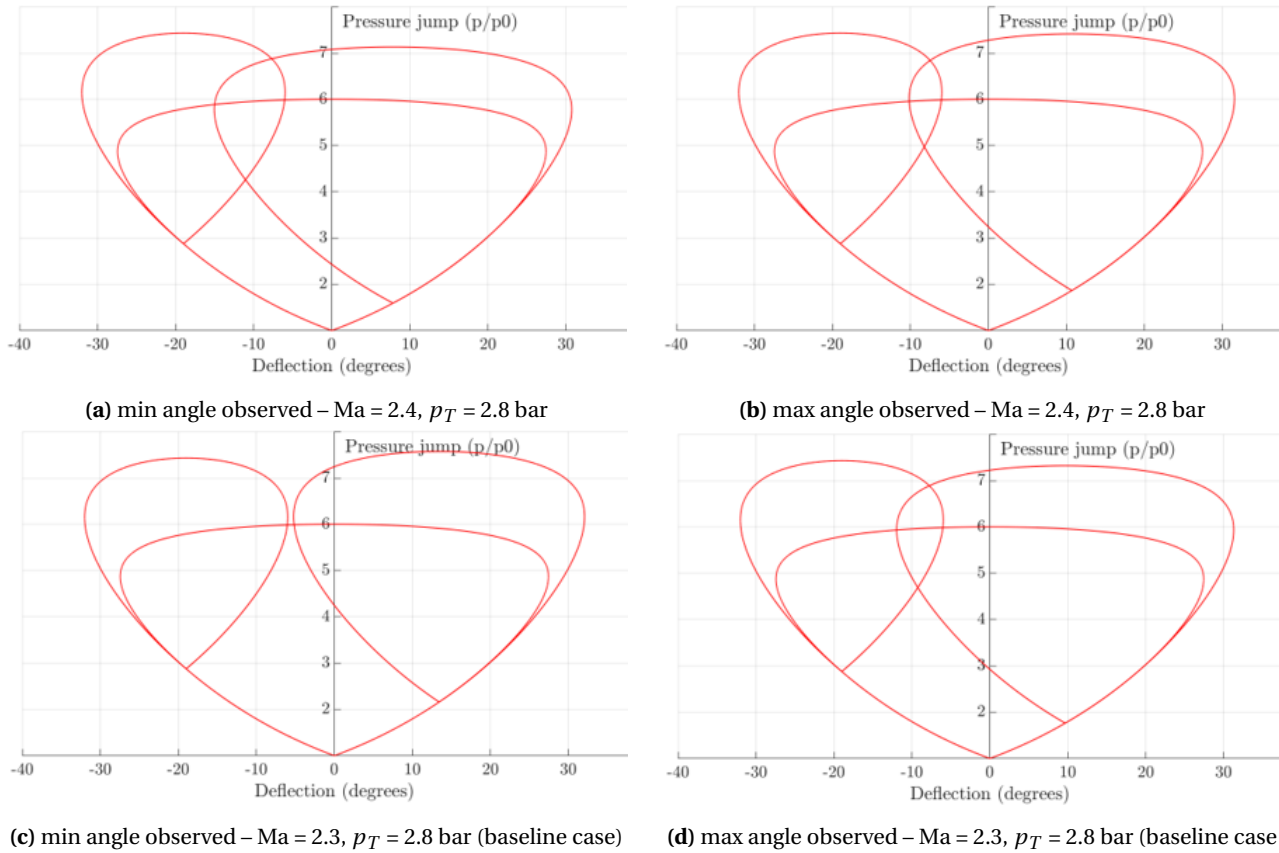 Pressure jump (p/p0)
7
6
5
4
3
2
-40 -30 -20 -10 0 10 20 30
Deflection (degrees)
(a) min angle observed – Ma = 2.4, pT = 2.8 bar
Pressure jump (p/p0)
7
6
5
4
3
2
-40 -30 -20 -10 0 10 20 30
Deflection (degrees)
(b) max angle observed – Ma = 2.4, pT = 2.8 bar
Pressure jump (p/p0)
7
6
5
4
3
2
-40 -30 -20 -10 0 10 20 30
Deflection (degrees)
(c) min angle observed – Ma = 2.3, pT = 2.8 bar (baseline case)
Pressure jump (p/p0)
7
6
5
4
3
2
-40 -30 -20 -10 0 10 20 30
Deflection (degrees)
(d) max angle observed – Ma = 2.3, pT = 2.8 bar (baseline case